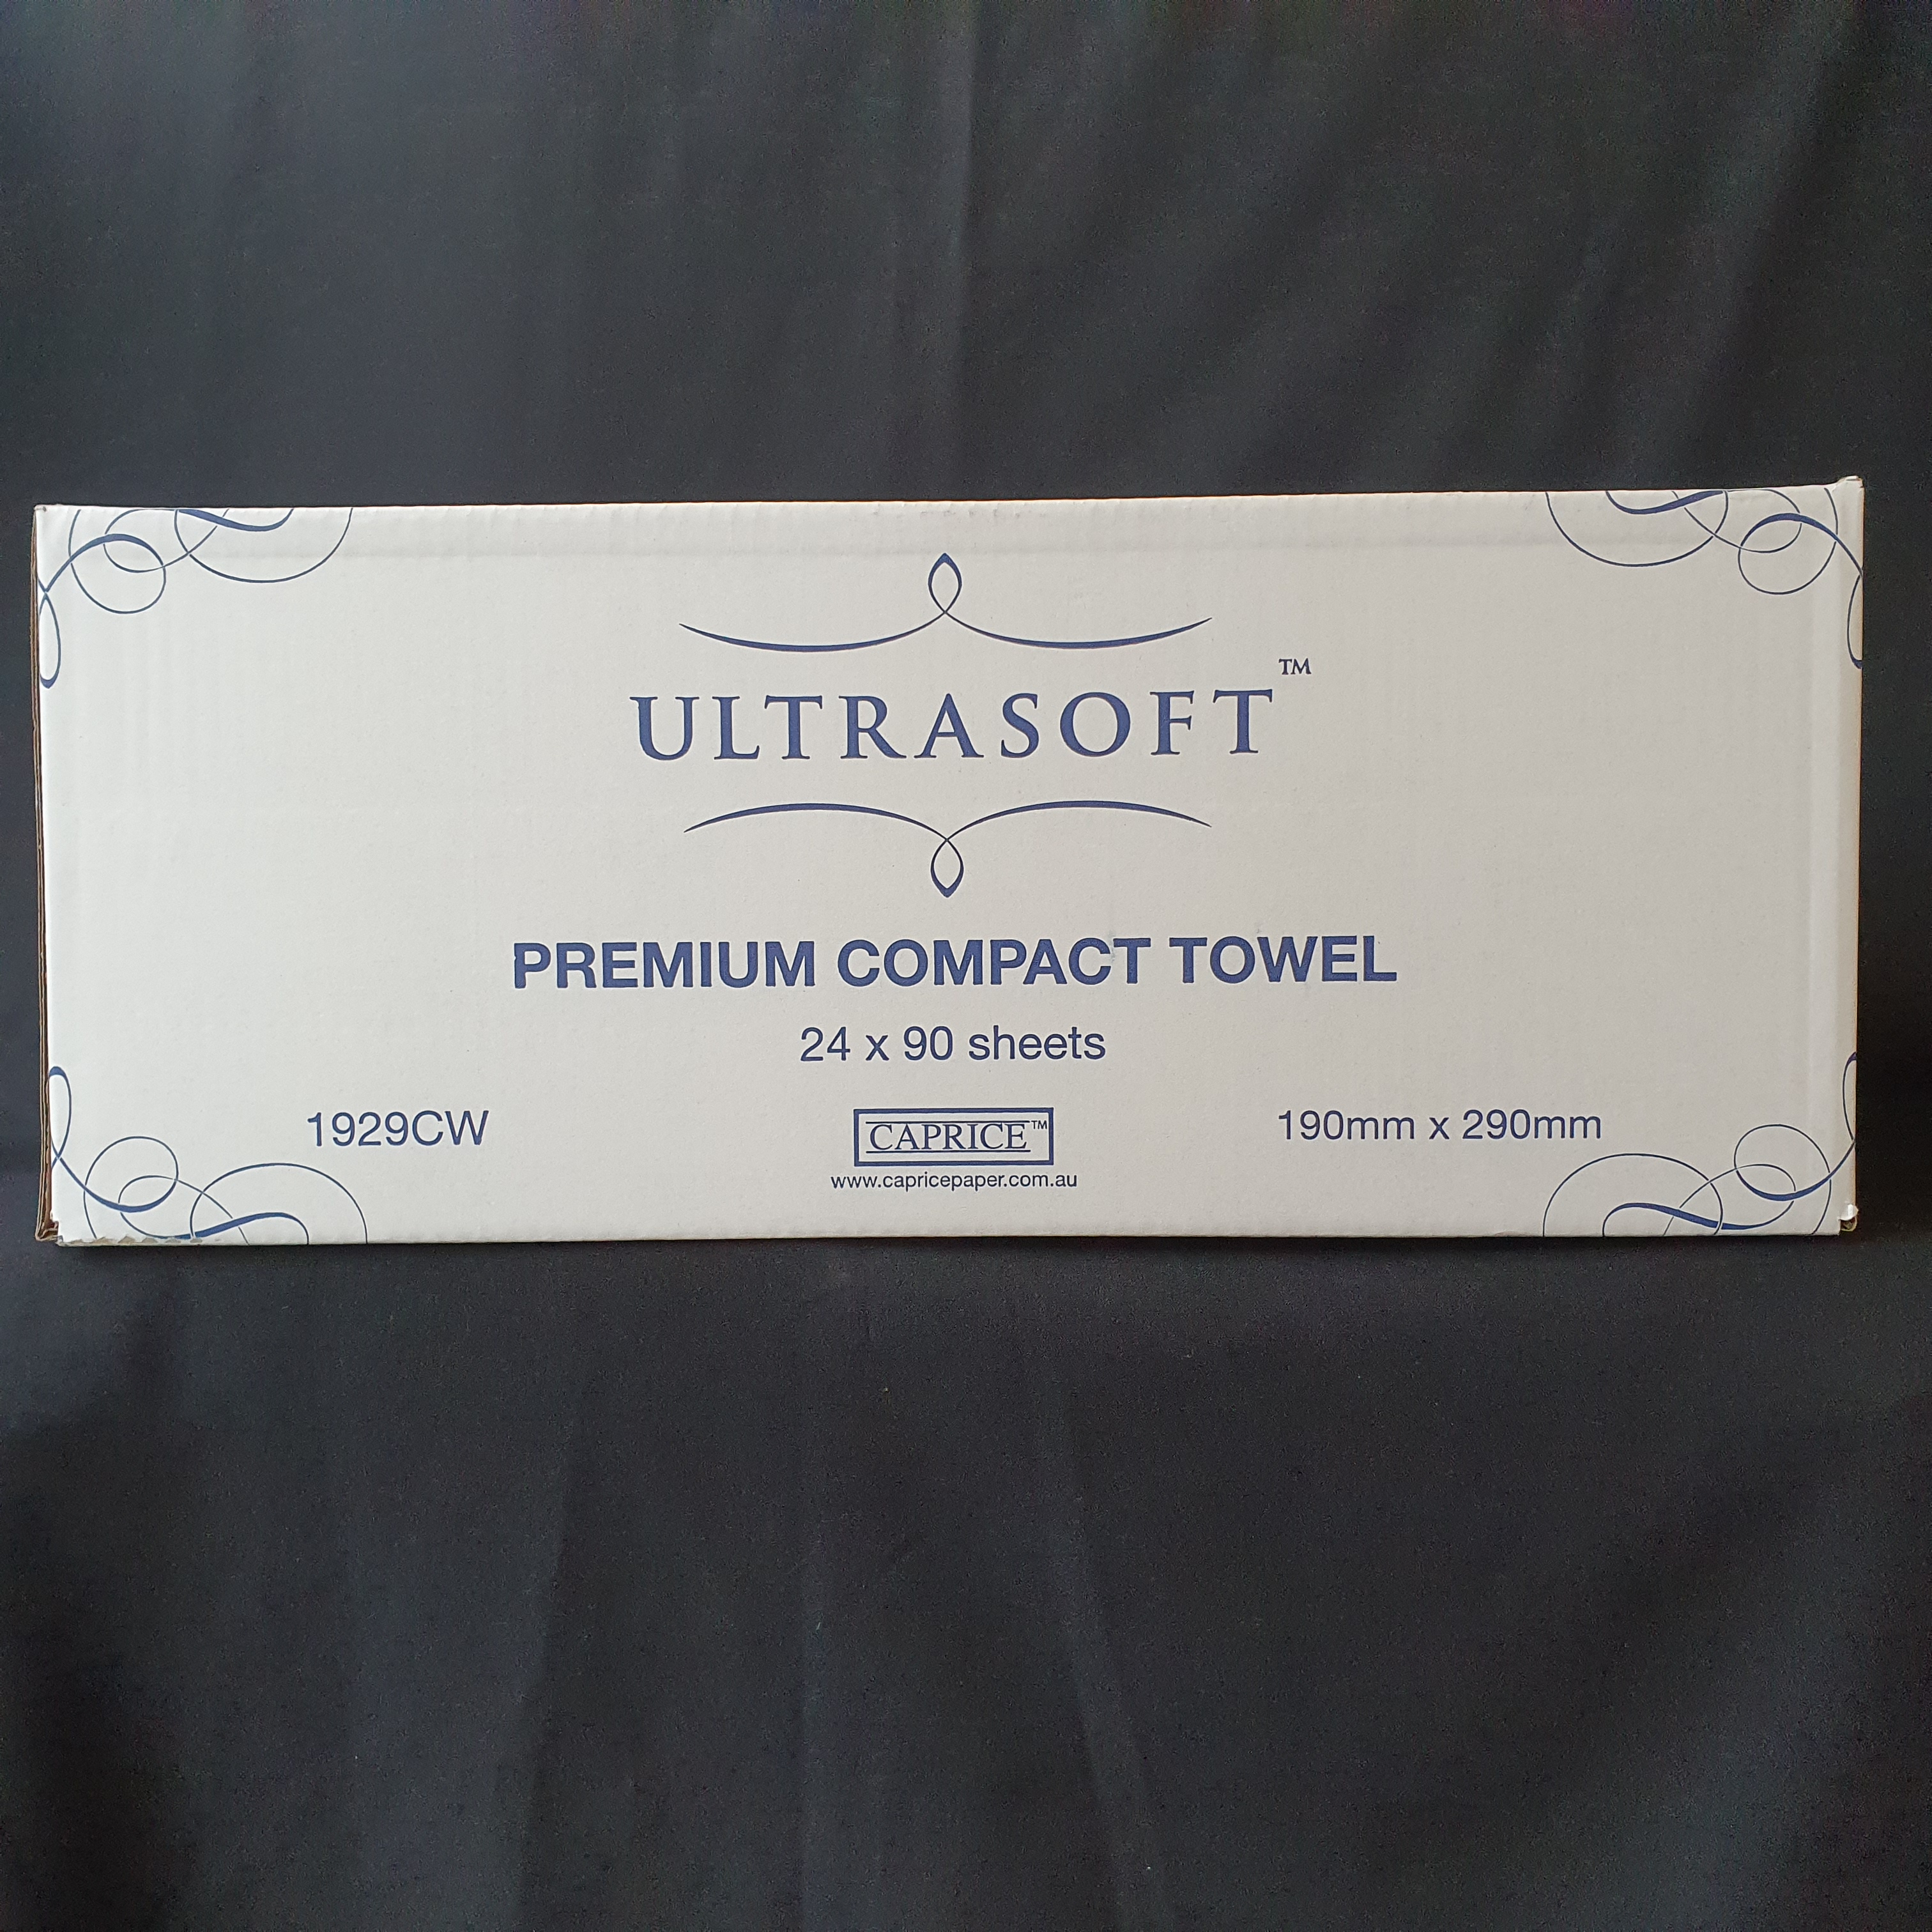 ULTRASOFT™
PREMIUM COMPACT TOWEL
24 x 90 sheets
1929CW
CAPRICE™
190mm x 290mm
www.capricepaper.com.au